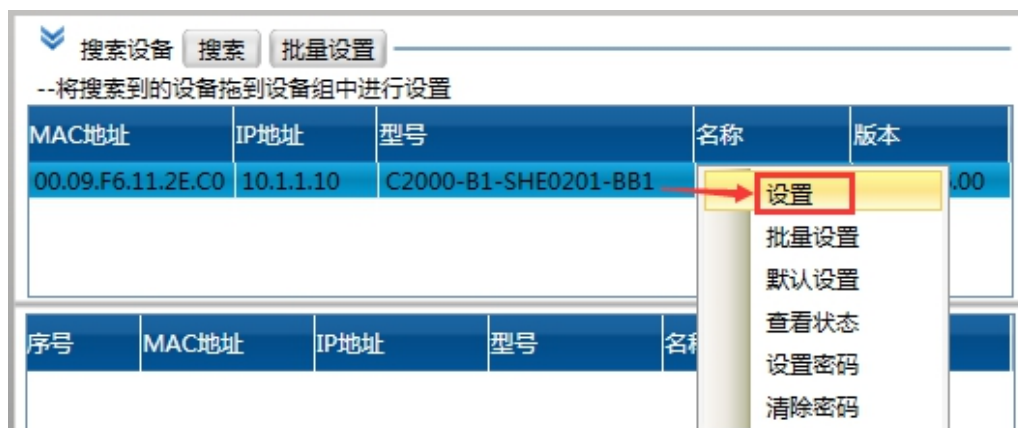 搜索设备 搜索 批量设置
--将搜索到的设备拖到设备组中进行设置
MAC地址 IP地址 型号 名称 版本
00.09.F6.11.2E.C0 10.1.1.10 C2000-B1-SHE0201-BB1 .00
设置
批量设置
默认设置
查看状态
设置密码
清除密码
序号 MAC地址 IP地址 型号 名